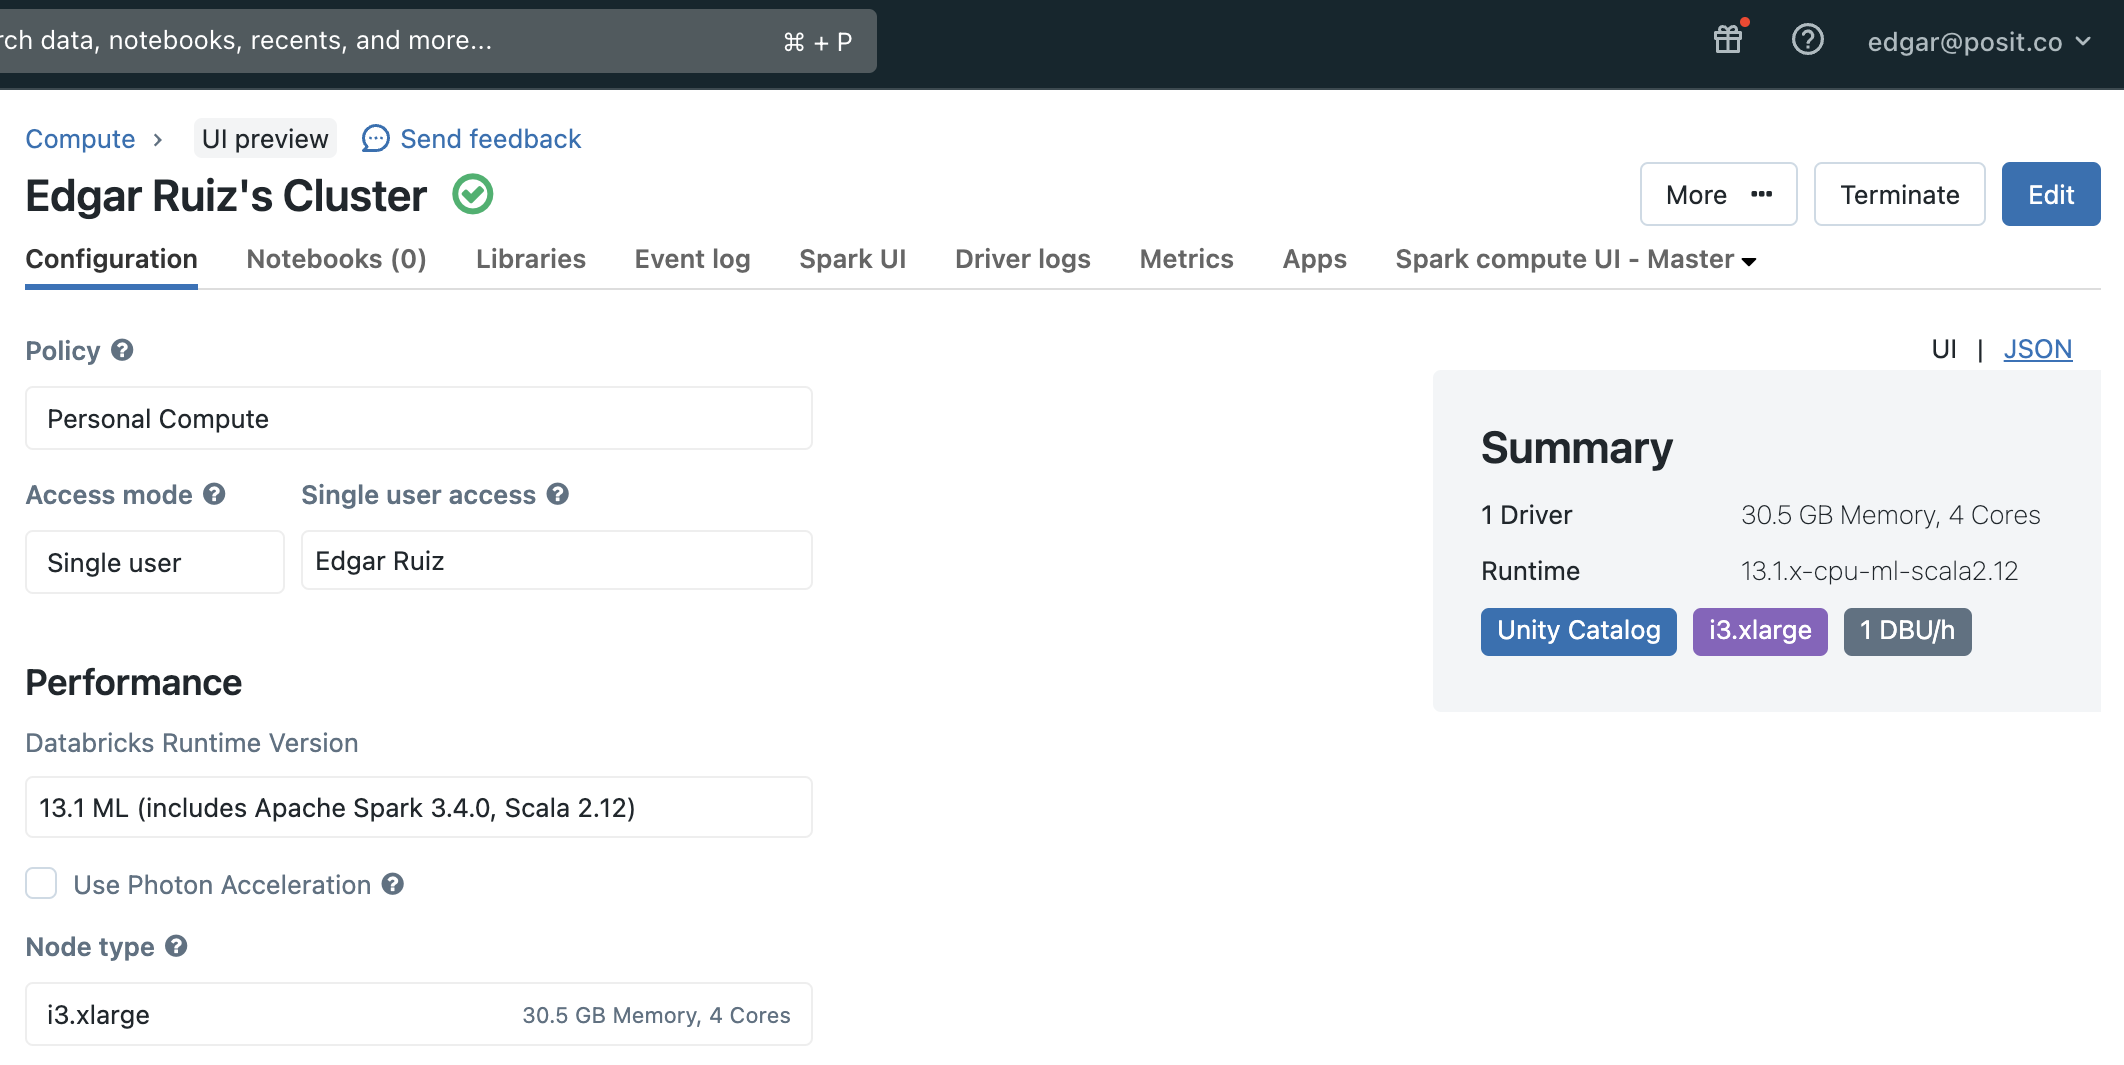 rch data, notebooks, recents, and more... ⌘ + P
edgar@posit.co
Compute › UI preview Send feedback
Edgar Ruiz's Cluster
More ··· Terminate Edit
Configuration Notebooks (0) Libraries Event log Spark UI Driver logs Metrics Apps Spark compute UI - Master
Policy
UI | JSON
Personal Compute
Access mode Single user access
Single user Edgar Ruiz
Summary
1 Driver 30.5 GB Memory, 4 Cores
Runtime 13.1.x-cpu-ml-scala2.12
Unity Catalog i3.xlarge 1 DBU/h
Performance
Databricks Runtime Version
13.1 ML (includes Apache Spark 3.4.0, Scala 2.12)
Use Photon Acceleration
Node type
i3.xlarge 30.5 GB Memory, 4 Cores